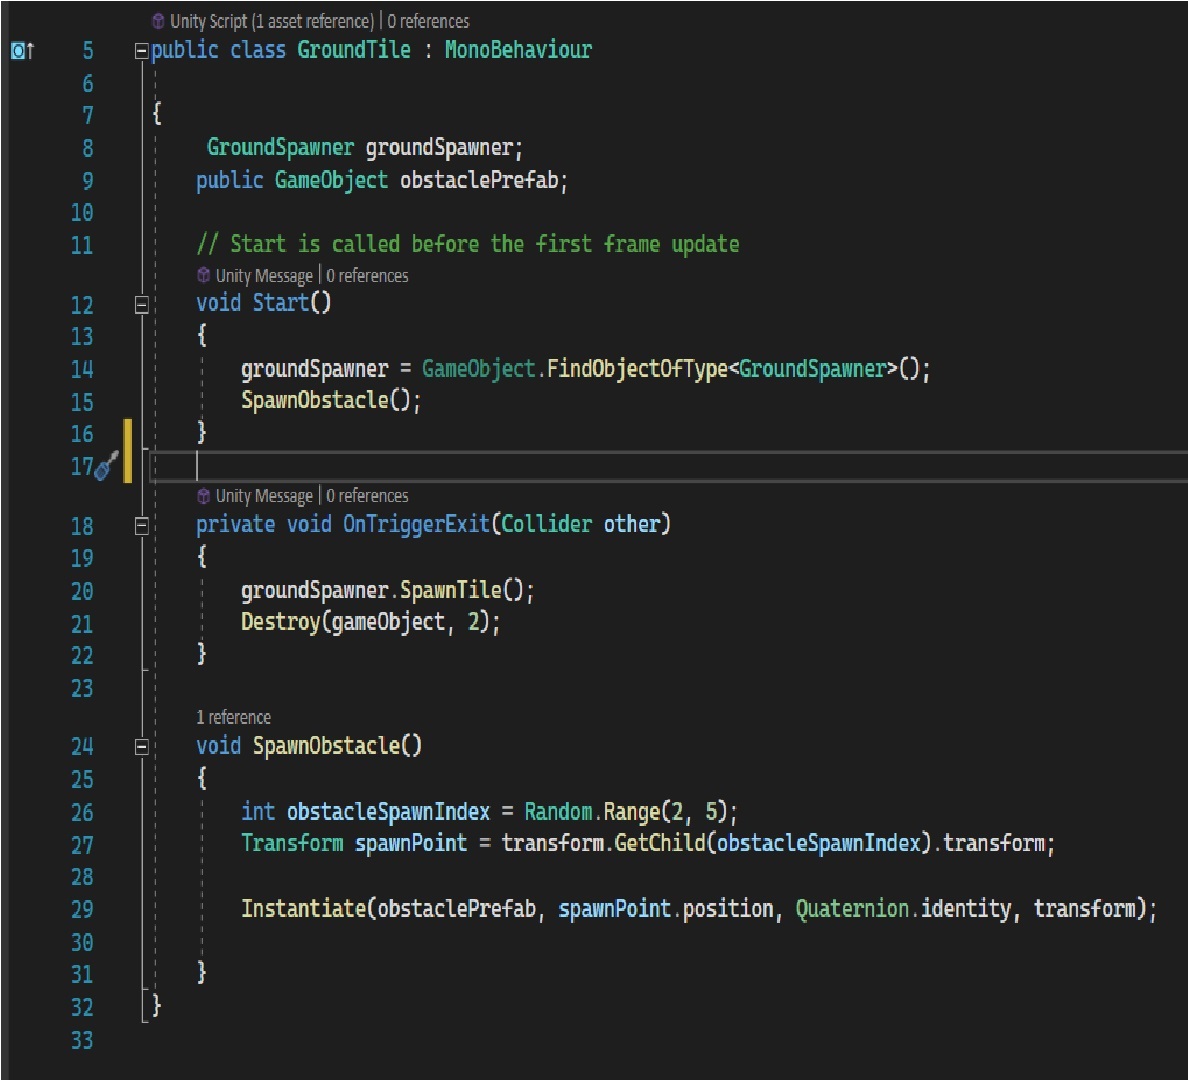 Unity Script (1 asset reference) | 0 references
5 public class GroundTile : MonoBehaviour
6
7 {
8 GroundSpawner groundSpawner;
9 public GameObject obstaclePrefab;
10
11 // Start is called before the first frame update
Unity Message | 0 references
12 void Start()
13 {
14 groundSpawner = GameObject.FindObjectOfType<GroundSpawner>();
15 SpawnObstacle();
16 }
17
Unity Message | 0 references
18 private void OnTriggerExit(Collider other)
19 {
20 groundSpawner.SpawnTile();
21 Destroy(gameObject, 2);
22 }
23
1 reference
24 void SpawnObstacle()
25 {
26 int obstacleSpawnIndex = Random.Range(2, 5);
27 Transform spawnPoint = transform.GetChild(obstacleSpawnIndex).transform;
28
29 Instantiate(obstaclePrefab, spawnPoint.position, Quaternion.identity, transform);
30
31 }
32 }
33